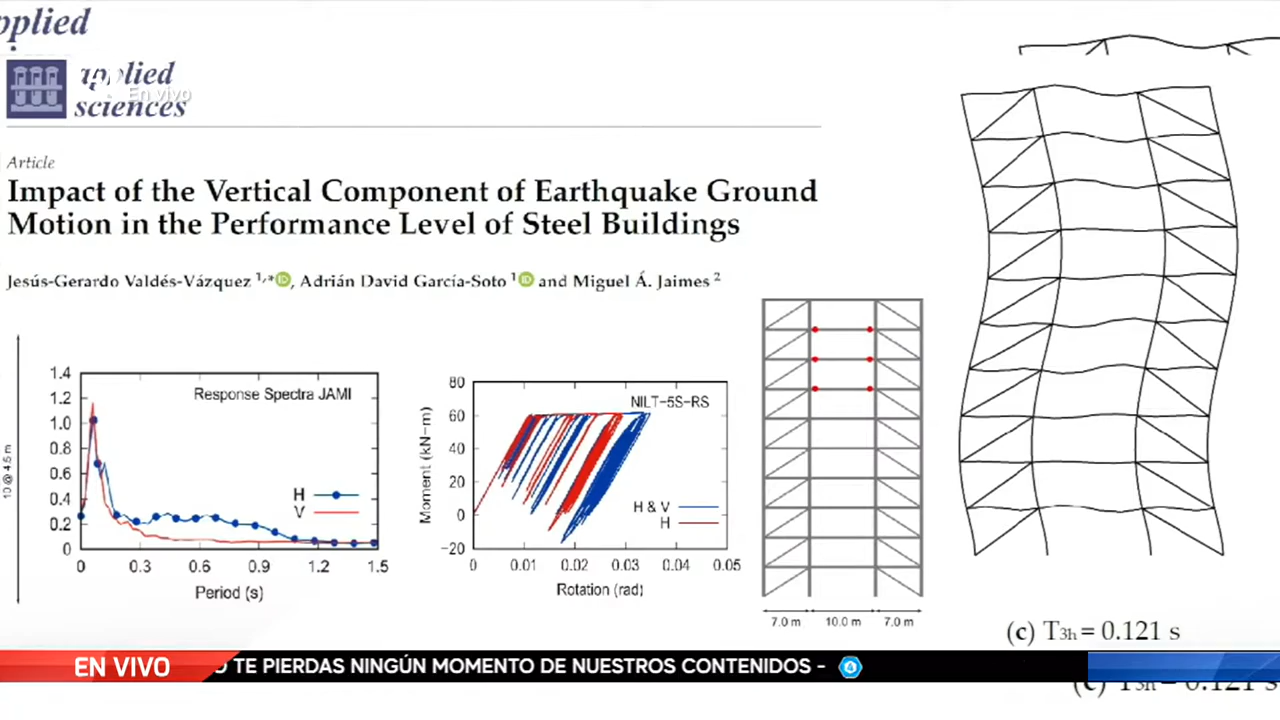 pplied
applied
sciences
En vivo
Article
Impact of the Vertical Component of Earthquake Ground
Motion in the Performance Level of Steel Buildings
Jesús-Gerardo Valdés-Vázquez 1,*, Adrián David García-Soto 1 and Miguel Á. Jaimes 2
10 @ 4.5 m
1.4
1.2
1.0
0.8
0.6
0.4
0.2
0
Response Spectra JAMI
H
V
0 0.3 0.6 0.9 1.2 1.5
Period (s)
Moment (kN−m)
80
60
40
20
0
−20
NILT−5S−RS
H & V
H
0 0.01 0.02 0.03 0.04 0.05
Rotation (rad)
7.0 m 10.0 m 7.0 m
(c) T3h = 0.121 s
EN VIVO
O TE PIERDAS NINGÚN MOMENTO DE NUESTROS CONTENIDOS -
(c) T3h = 0.121 s